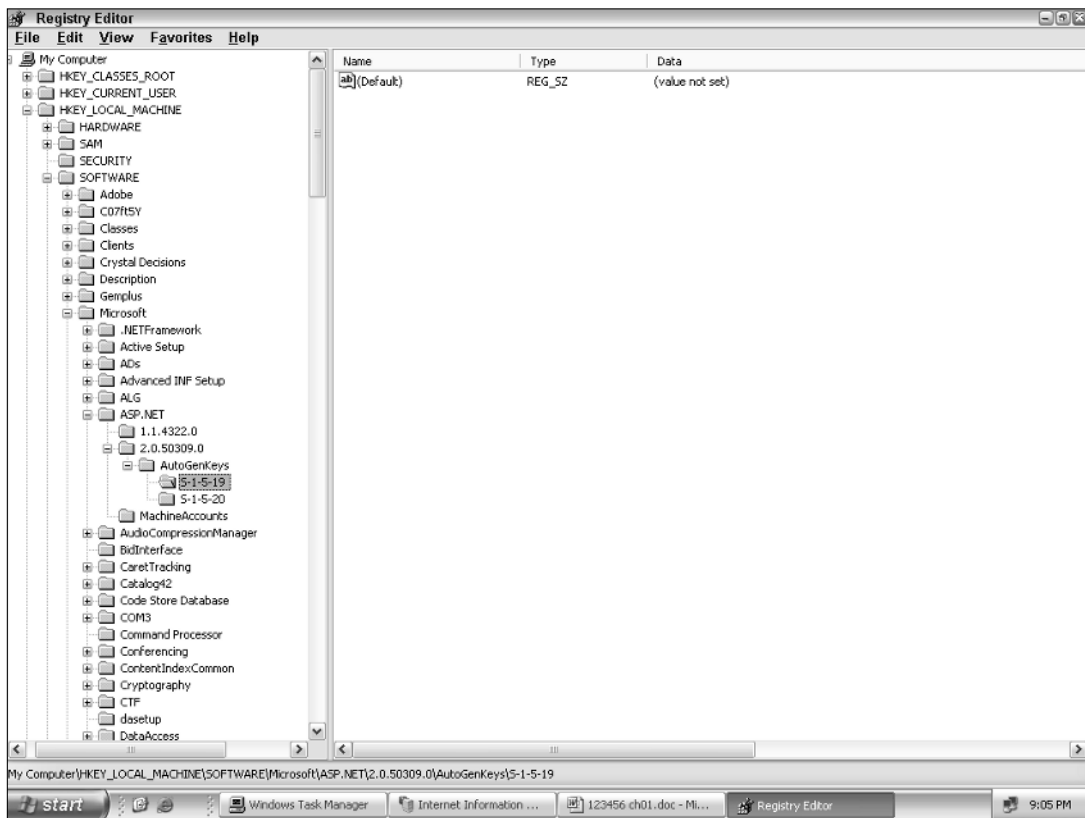 Registry Editor
File Edit View Favorites Help
My Computer
HKEY_CLASSES_ROOT
HKEY_CURRENT_USER
HKEY_LOCAL_MACHINE
HARDWARE
SAM
SECURITY
SOFTWARE
Adobe
C07ft5Y
Classes
Clients
Crystal Decisions
Description
Gemplus
Microsoft
.NETFramework
Active Setup
ADs
Advanced INF Setup
ALG
ASP.NET
1.1.4322.0
2.0.50309.0
AutoGenKeys
S-1-5-19
S-1-5-20
MachineAccounts
AudioCompressionManager
BidInterface
CaretTracking
Catalog42
Code Store Database
COM3
Command Processor
Conferencing
ContentIndexCommon
Cryptography
CTF
dasetup
DataAccess
Name Type Data
ab (Default) REG_SZ (value not set)
My Computer\HKEY_LOCAL_MACHINE\SOFTWARE\Microsoft\ASP.NET\2.0.50309.0\AutoGenKeys\S-1-5-19
start Windows Task Manager Internet Information ... 123456 ch01.doc - Mi... Registry Editor 9:05 PM